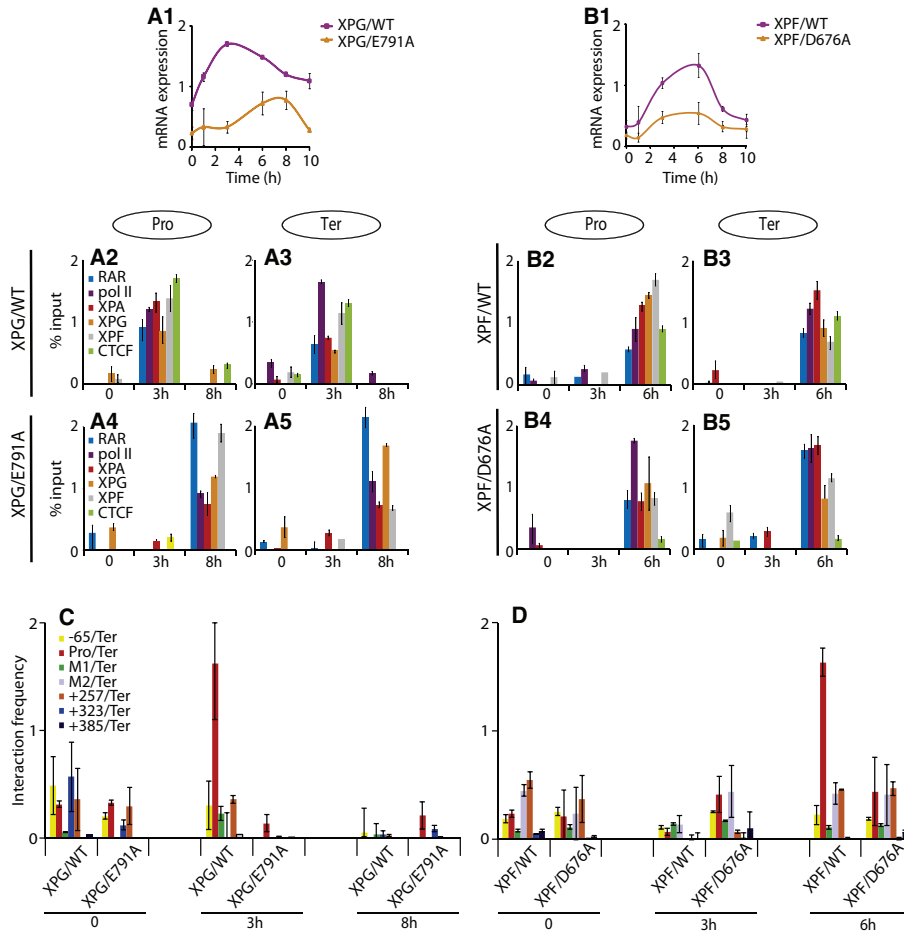 A1
XPG/WT
XPG/E791A
mRNA expression
2
1
0
0 2 4 6 8 10
Time (h)
B1
XPF/WT
XPF/D676A
mRNA expression
2
1
0
0 2 4 6 8 10
Time (h)
Pro
Ter
Pro
Ter
XPG/WT
A2
RAR
pol II
XPA
XPG
XPF
CTCF
% input
2
1
0
0 3h 8h
A3
2
1
0
0 3h 8h
XPF/WT
B2
2
1
0
0 3h 6h
B3
2
1
0
0 3h 6h
XPG/E791A
A4
RAR
pol II
XPA
XPG
XPF
CTCF
% input
2
1
0
0 3h 8h
A5
2
1
0
0 3h 8h
XPF/D676A
B4
2
1
0
0 3h 6h
B5
2
1
0
0 3h 6h
C
-65/Ter
Pro/Ter
M1/Ter
M2/Ter
+257/Ter
+323/Ter
+385/Ter
Interaction frequency
2
1
0
XPG/WT
XPG/E791A
XPG/WT
XPG/E791A
XPG/WT
XPG/E791A
0 3h 8h
D
2
1
0
XPF/WT
XPF/D676A
XPF/WT
XPF/D676A
XPF/WT
XPF/D676A
0 3h 6h